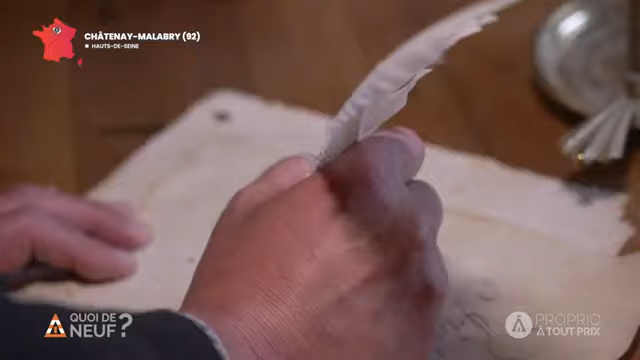 CHÂTENAY-MALABRY (92)
HAUTS-DE-SEINE
QUOI DE
NEUF?
PROPRIO
À TOUT PRIX